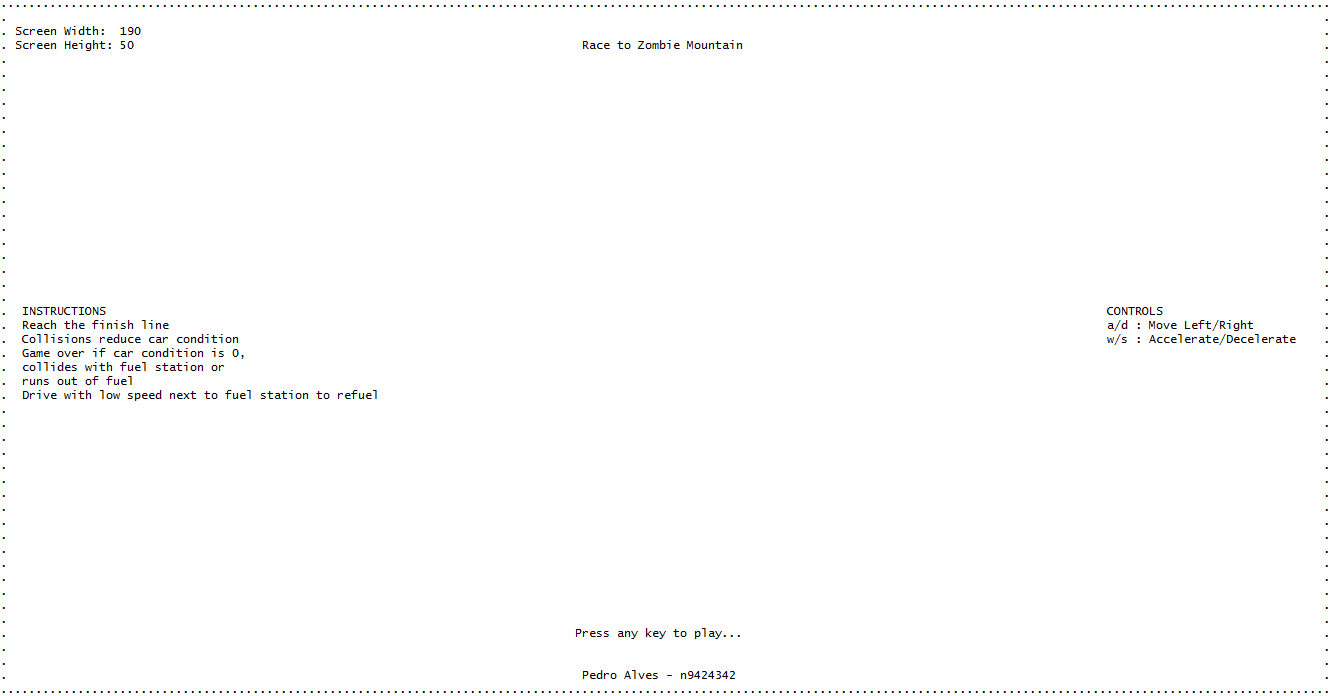 Screen Width:  190
Screen Height: 50
Race to Zombie Mountain
INSTRUCTIONS
Reach the finish line
Collisions reduce car condition
Game over if car condition is 0,
collides with fuel station or
runs out of fuel
Drive with low speed next to fuel station to refuel
CONTROLS
a/d : Move Left/Right
w/s : Accelerate/Decelerate
Press any key to play...
Pedro Alves - n9424342